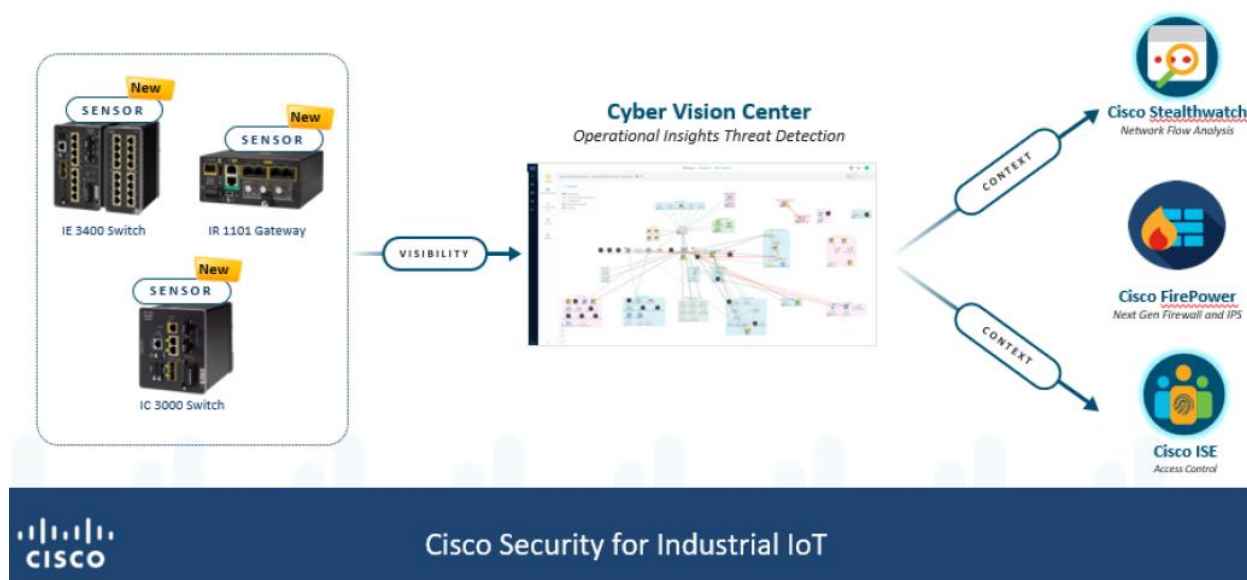 New
SENSOR
IE 3400 Switch
New
SENSOR
IR 1101 Gateway
New
SENSOR
IC 3000 Switch
VISIBILITY
Cyber Vision Center
Operational Insights Threat Detection
CONTEXT
CONTEXT
Cisco Stealthwatch
Network Flow Analysis
Cisco FirePower
Next Gen Firewall and IPS
Cisco ISE
Access Control
CISCO
Cisco Security for Industrial IoT